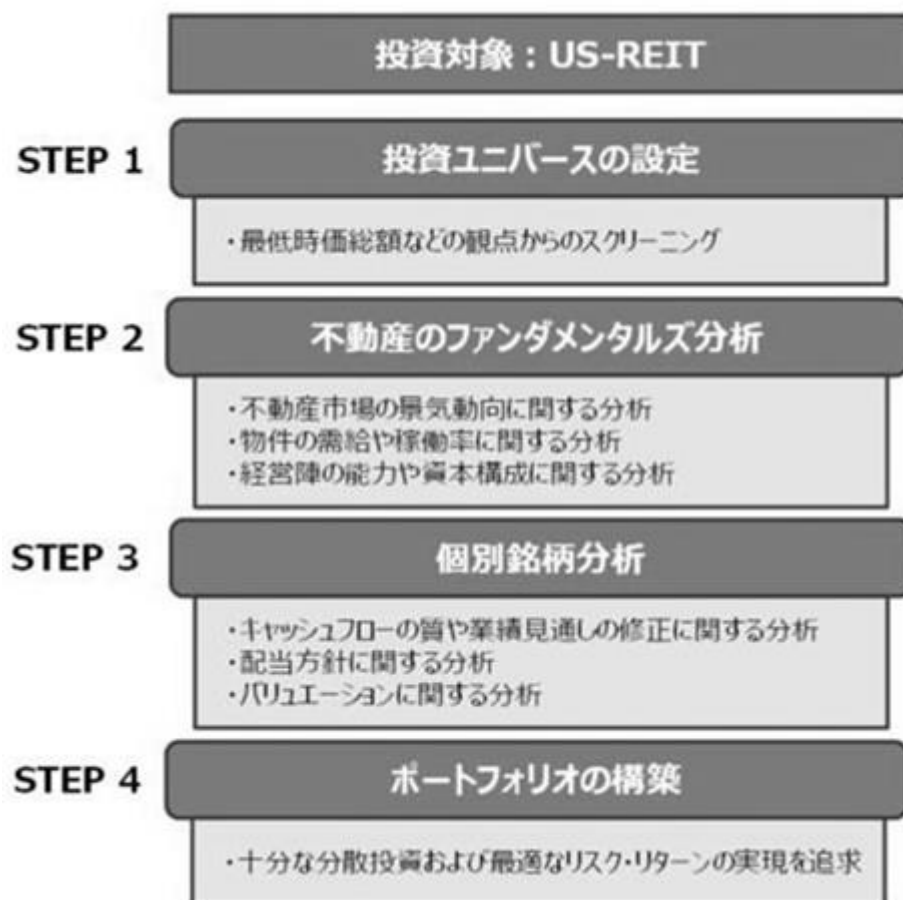 投資対象：US-REIT
STEP 1
投資ユニバースの設定
・最低時価総額などの観点からのスクリーニング
STEP 2
不動産のファンダメンタルズ分析
・不動産市場の景気動向に関する分析
・物件の需給や稼働率に関する分析
・経営陣の能力や資本構成に関する分析
STEP 3
個別銘柄分析
・キャッシュフローの質や業績見通しの修正に関する分析
・配当方針に関する分析
・バリュエーションに関する分析
STEP 4
ポートフォリオの構築
・十分な分散投資および最適なリスク・リターンの実現を追求